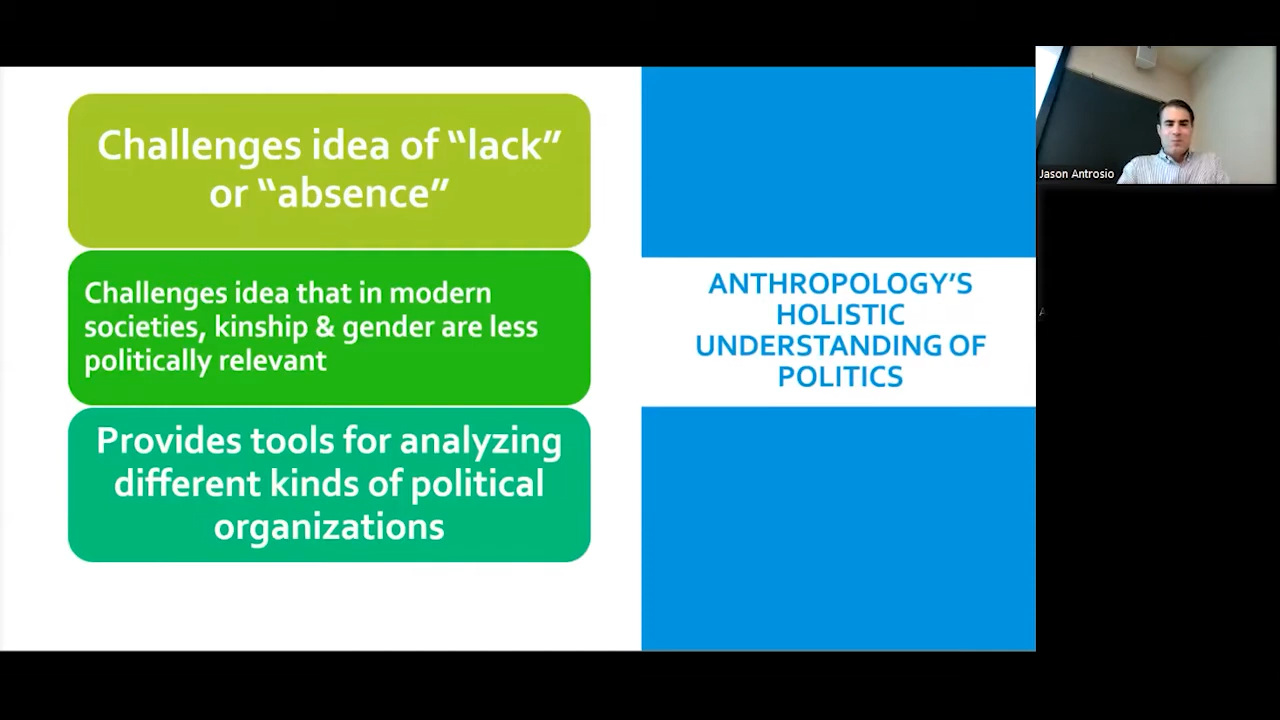 Challenges idea of “lack”
or “absence”
Challenges idea that in modern
societies, kinship & gender are less
politically relevant
Provides tools for analyzing
different kinds of political
organizations
ANTHROPOLOGY’S
HOLISTIC
UNDERSTANDING OF
POLITICS
Jason Antrosio